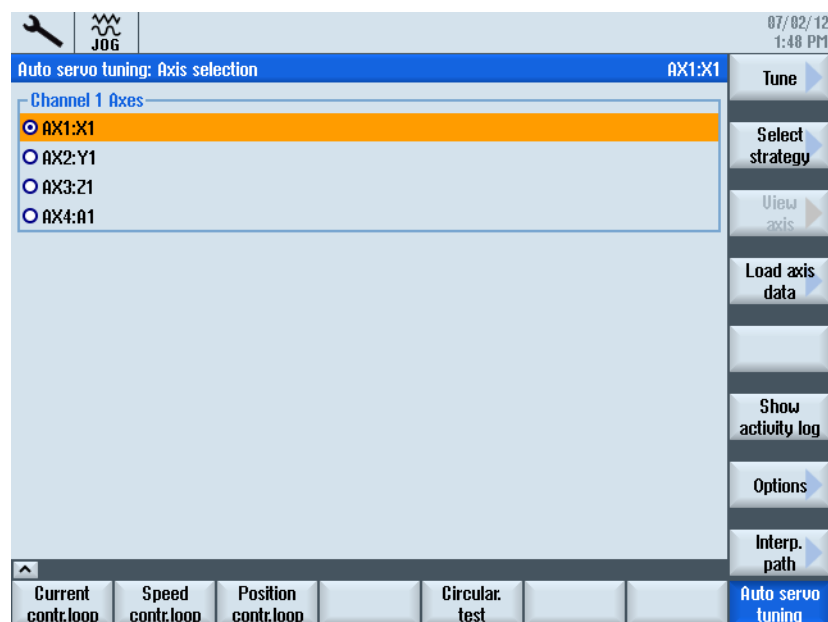 JOG
07/02/12
1:48 PM
Auto servo tuning: Axis selection
AX1:X1
Channel 1 Axes
AX1:X1
AX2:Y1
AX3:Z1
AX4:A1
Tune
Select
strategy
View
axis
Load axis
data
Show
activity log
Options
Interp.
path
Current
contr.loop
Speed
contr.loop
Position
contr.loop
Circular.
test
Auto servo
tuning